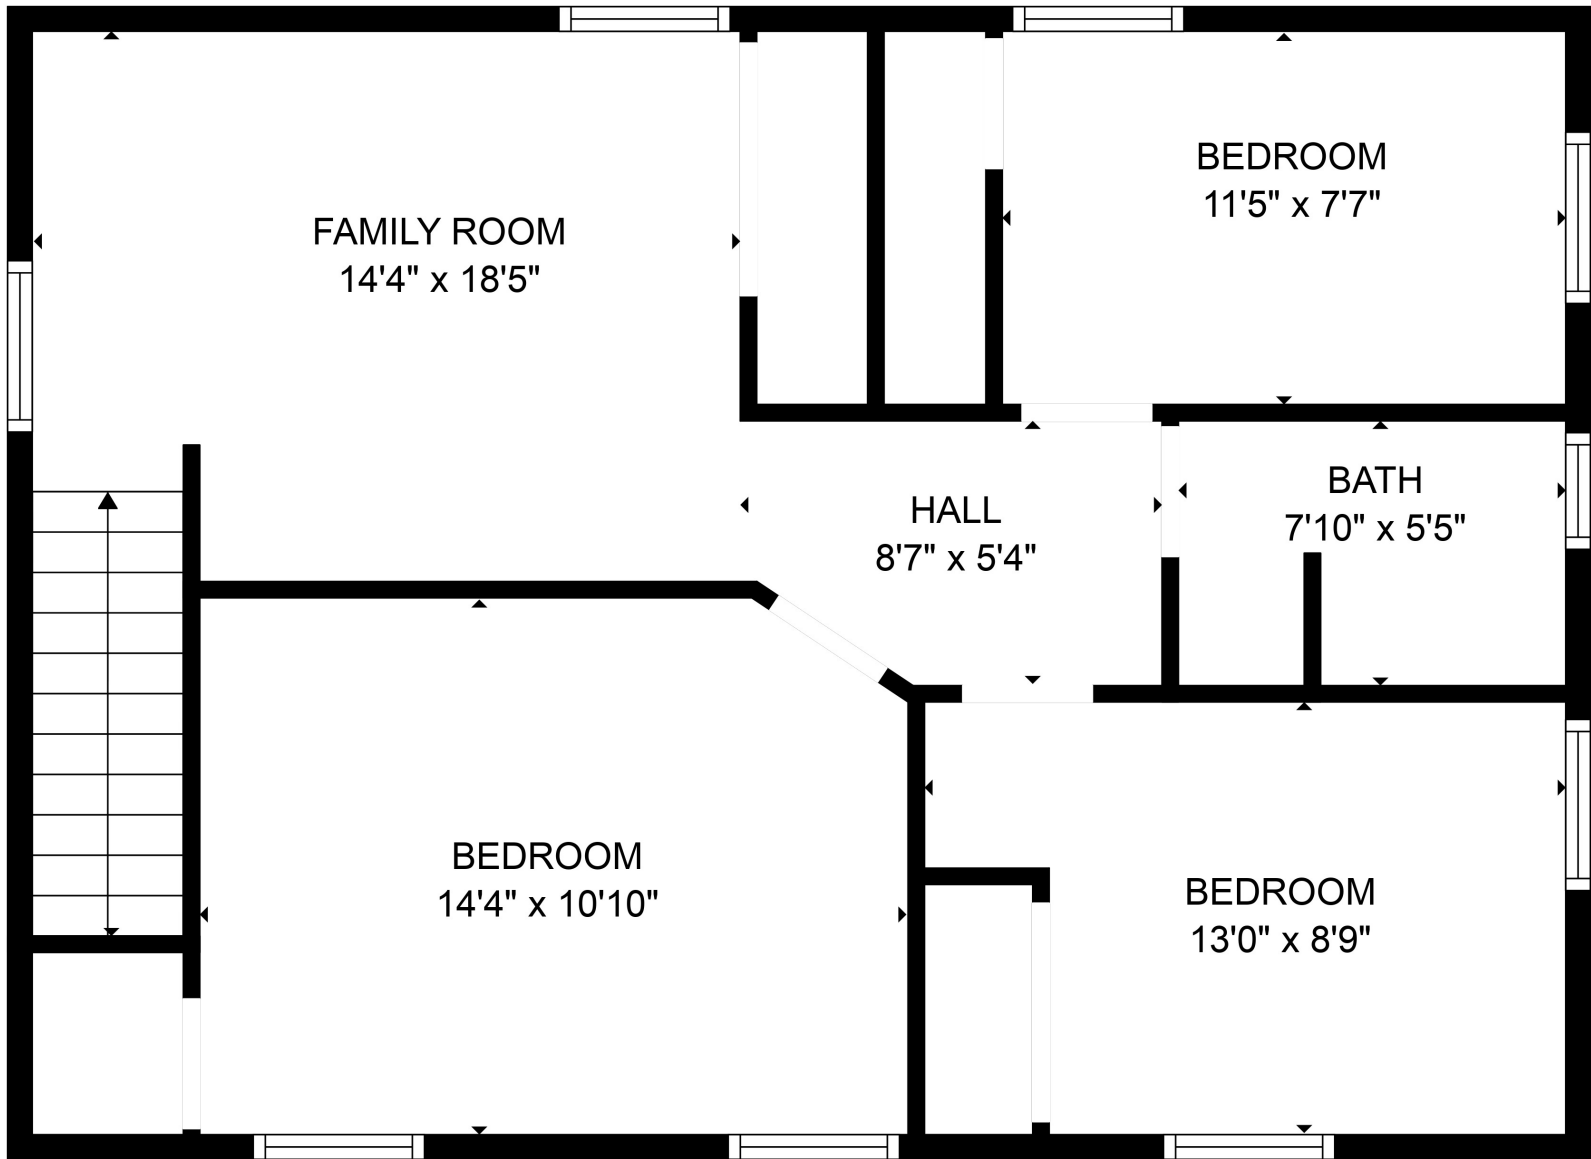 BEDROOM
11'5" x 7'7"
FAMILY ROOM
14'4" x 18'5"
BATH
7'10" x 5'5"
HALL
8'7" x 5'4"
BEDROOM
14'4" x 10'10"
BEDROOM
13'0" x 8'9"